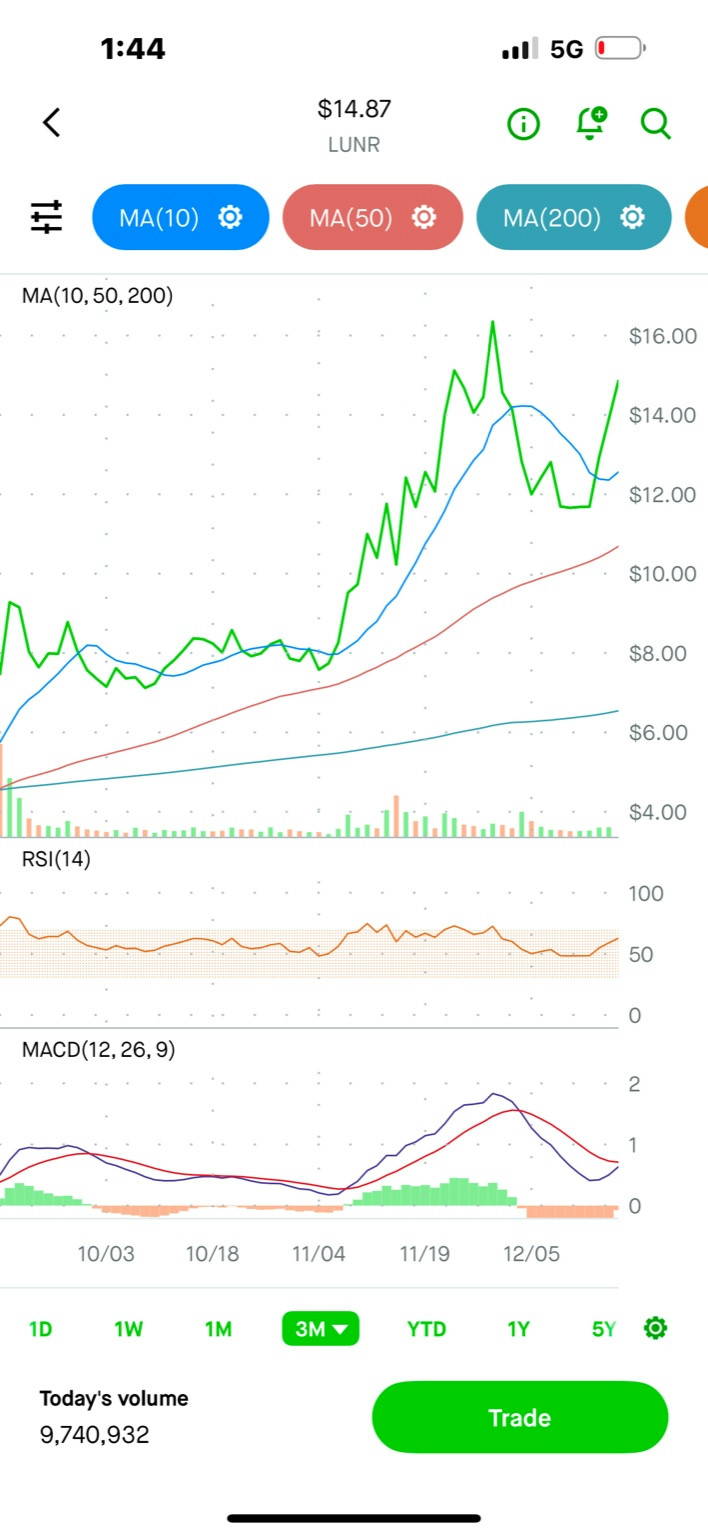 1:44
5G
$14.87
LUNR
MA(10)
MA(50)
MA(200)
MA(10, 50, 200)
$16.00
$14.00
$12.00
$10.00
$8.00
$6.00
$4.00
RSI(14)
100
50
0
MACD(12, 26, 9)
2
1
0
10/03 10/18 11/04 11/19 12/05
1D 1W 1M 3M YTD 1Y 5Y
Today's volume
9,740,932
Trade